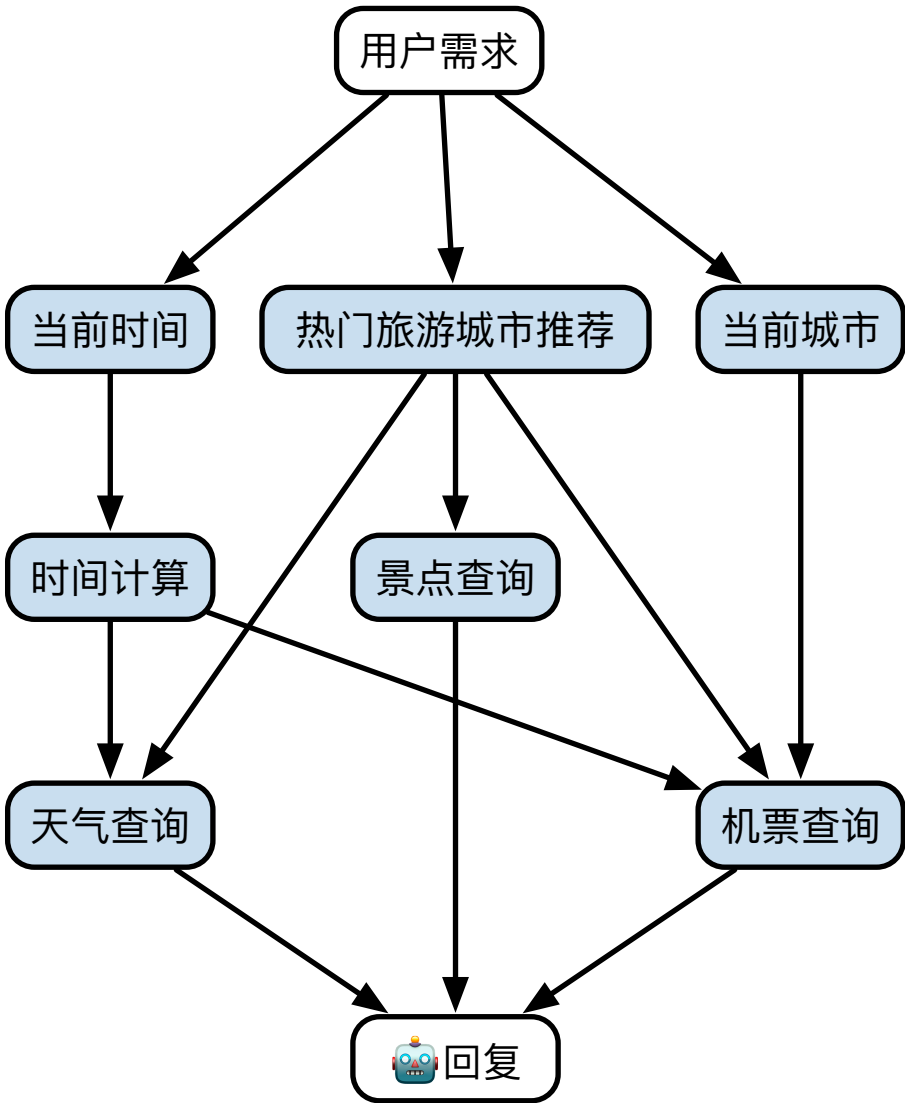 用户需求
当前时间
热门旅游城市推荐
当前城市
时间计算
景点查询
天气查询
机票查询
🤖回复